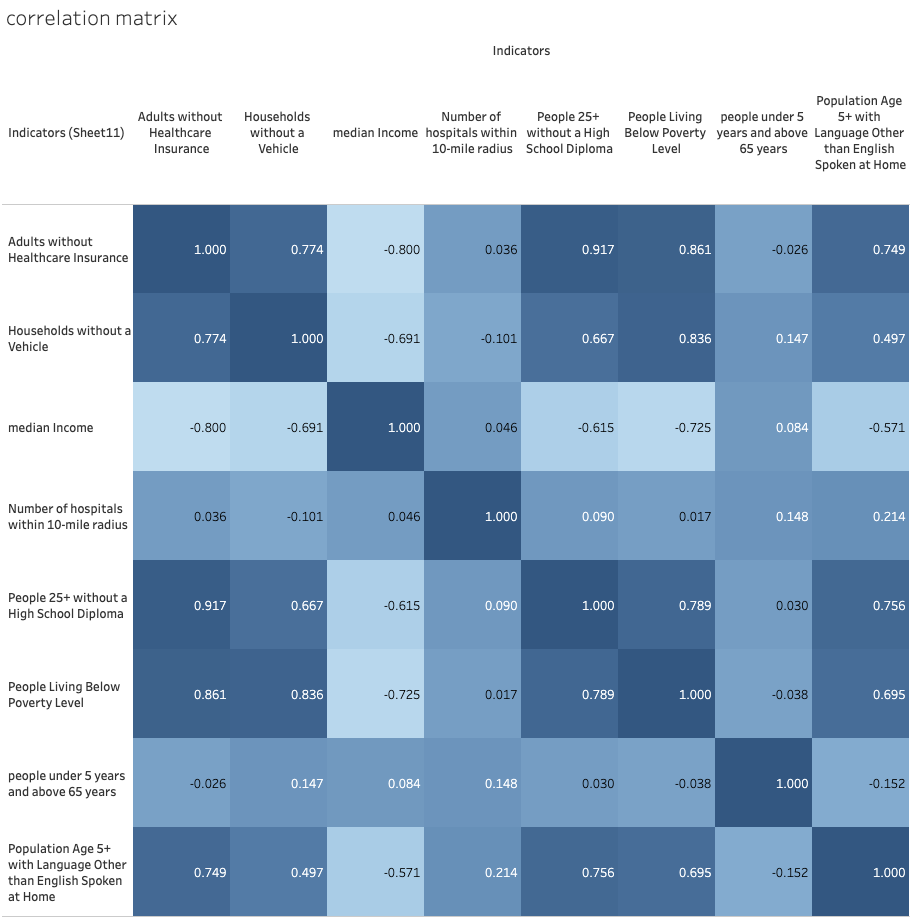 correlation matrix
Indicators
Indicators (Sheet11)
Adults without
Healthcare
Insurance
Households
without a
Vehicle
median Income
Number of
hospitals within
10-mile radius
People 25+
without a High
School Diploma
People Living
Below Poverty
Level
people under 5
years and above
65 years
Population Age
5+ with
Language Other
than English
Spoken at Home
Adults without
Healthcare Insurance
1.000 0.774 -0.800 0.036 0.917 0.861 -0.026 0.749
Households without a
Vehicle
0.774 1.000 -0.691 -0.101 0.667 0.836 0.147 0.497
median Income
-0.800 -0.691 1.000 0.046 -0.615 -0.725 0.084 -0.571
Number of hospitals
within 10-mile radius
0.036 -0.101 0.046 1.000 0.090 0.017 0.148 0.214
People 25+ without a
High School Diploma
0.917 0.667 -0.615 0.090 1.000 0.789 0.030 0.756
People Living Below
Poverty Level
0.861 0.836 -0.725 0.017 0.789 1.000 -0.038 0.695
people under 5 years
and above 65 years
-0.026 0.147 0.084 0.148 0.030 -0.038 1.000 -0.152
Population Age 5+
with Language Other
than English Spoken
at Home
0.749 0.497 -0.571 0.214 0.756 0.695 -0.152 1.000